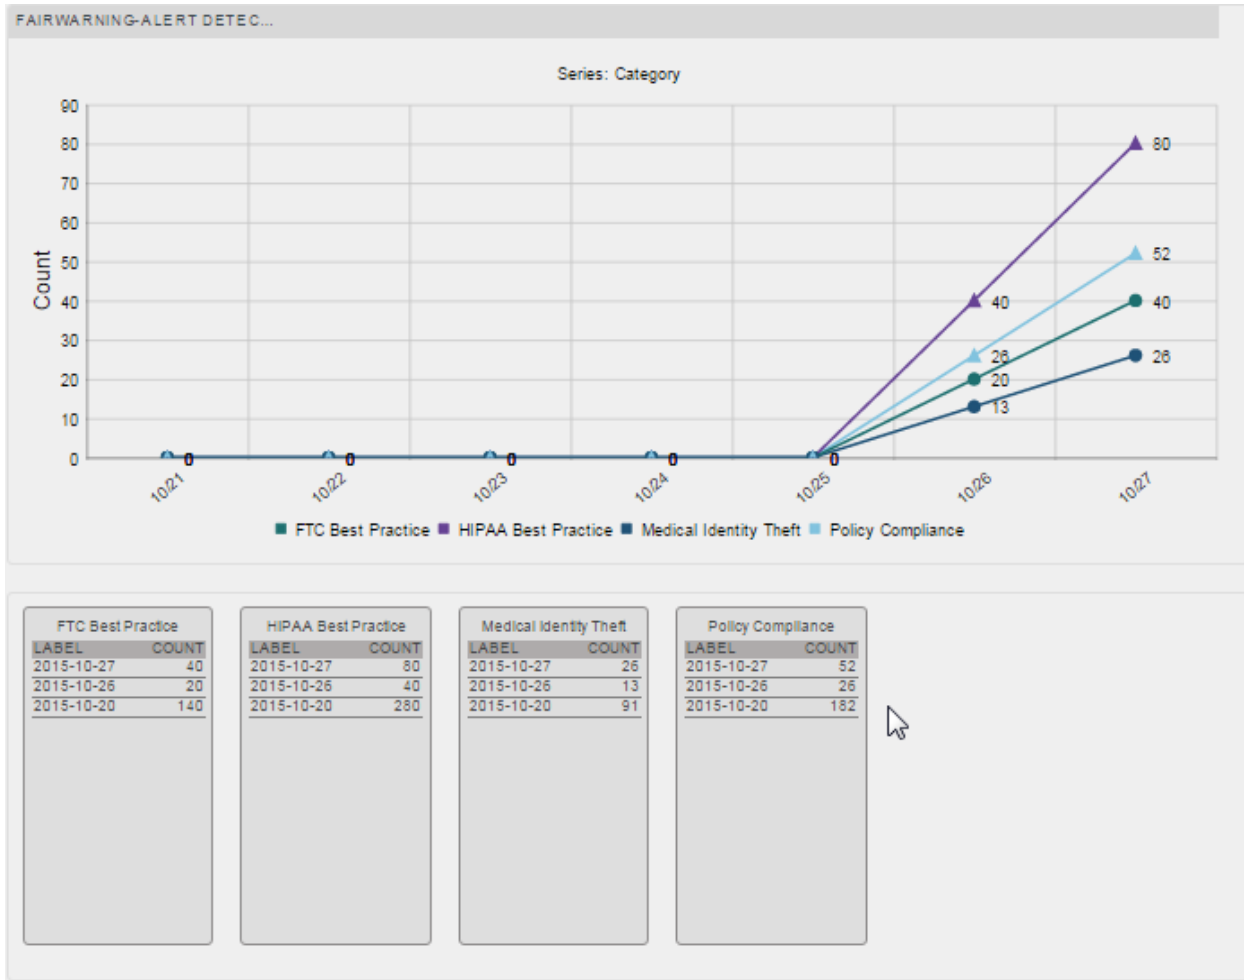 FAIRWARNING-ALERT DETEC...
Series: Category
90
80
70
60
50
40
30
20
10
0
Count
80
52
40
26
40
26
20
13
0 0 0 0 0
10/21 10/22 10/23 10/24 10/25 10/26 10/27
FTC Best Practice HIPAA Best Practice Medical Identity Theft Policy Compliance
FTC Best Practice
LABEL COUNT
2015-10-27 40
2015-10-26 20
2015-10-20 140
HIPAA Best Practice
LABEL COUNT
2015-10-27 80
2015-10-26 40
2015-10-20 280
Medical Identity Theft
LABEL COUNT
2015-10-27 26
2015-10-26 13
2015-10-20 91
Policy Compliance
LABEL COUNT
2015-10-27 52
2015-10-26 26
2015-10-20 182